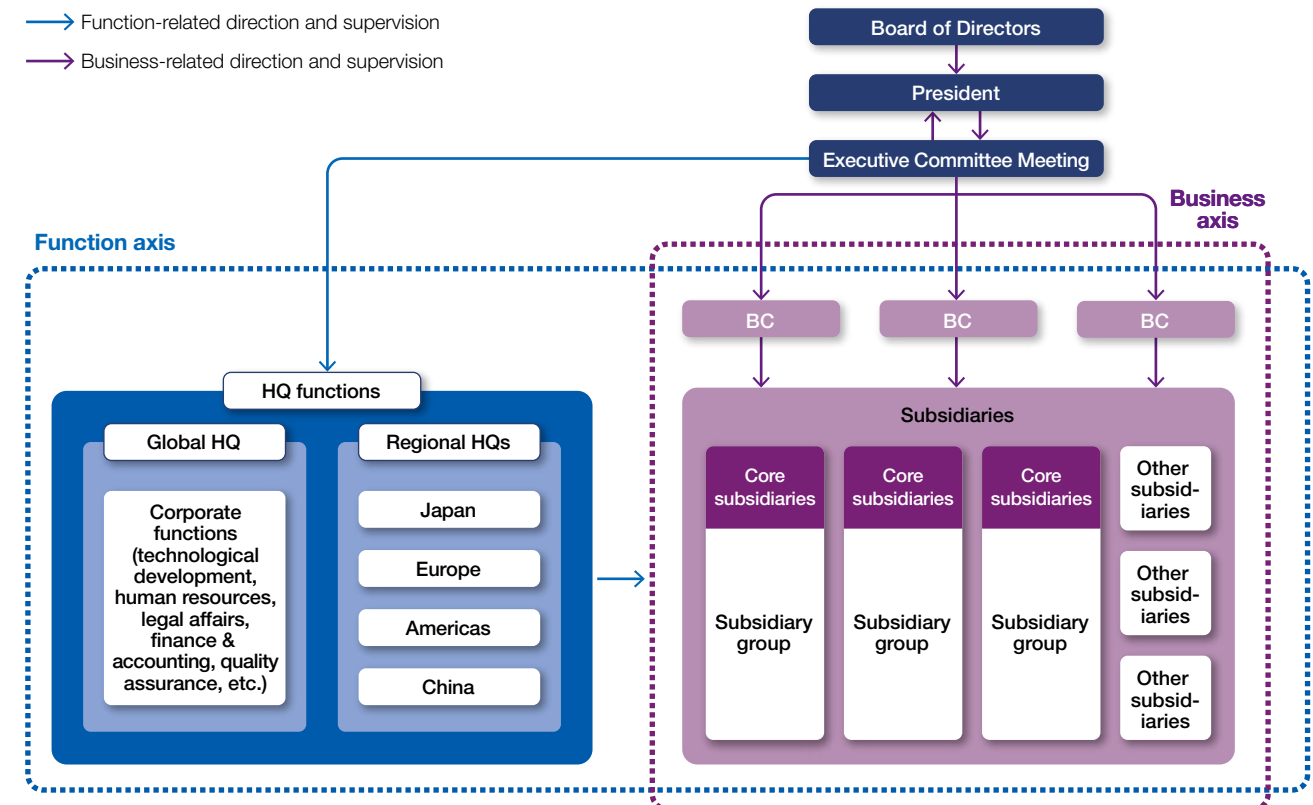 Function-related direction and supervision
Business-related direction and supervision
Board of Directors
President
Executive Committee Meeting
Business
axis
Function axis
BC
BC
BC
HQ functions
Global HQ
Corporate
functions
(technological
development,
human resources,
legal affairs,
finance &
accounting, quality
assurance, etc.)
Regional HQs
Japan
Europe
Americas
China
Subsidiaries
Core
subsidiaries
Subsidiary
group
Core
subsidiaries
Subsidiary
group
Core
subsidiaries
Subsidiary
group
Other
subsid-
iaries
Other
subsid-
iaries
Other
subsid-
iaries